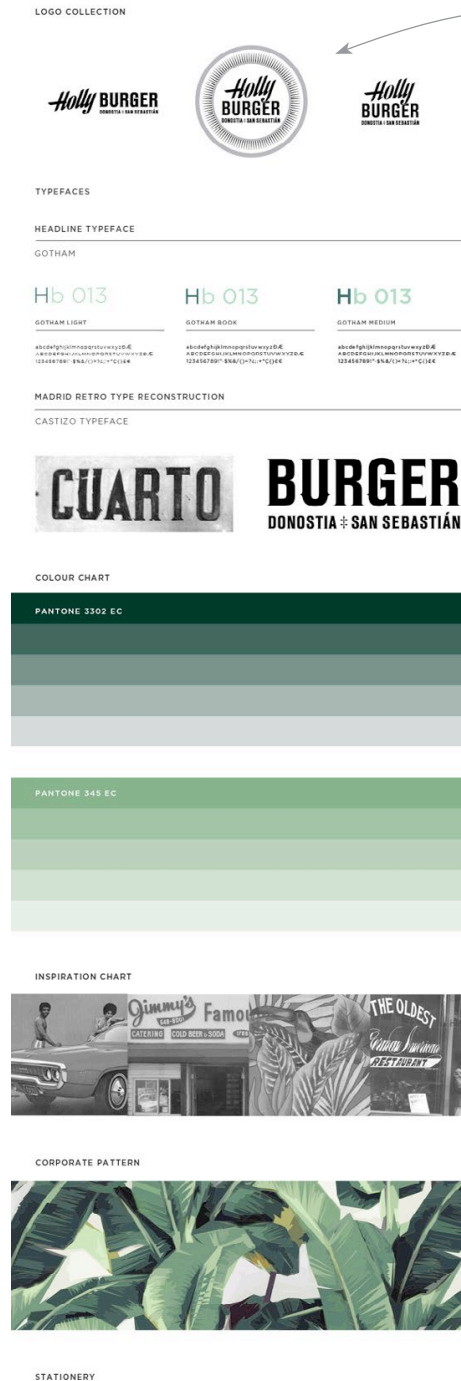 LOGO COLLECTION
Holly BURGER
DONOSTIA ‡ SAN SEBASTIÁN
Holly
BURGER
DONOSTIA ‡ SAN SEBASTIÁN
Holly
BURGER
DONOSTIA ‡ SAN SEBASTIÁN
TYPEFACES
HEADLINE TYPEFACE
GOTHAM
Hb 013
Hb 013
Hb 013
GOTHAM LIGHT
GOTHAM BOOK
GOTHAM MEDIUM
MADRID RETRO TYPE RECONSTRUCTION
CASTIZO TYPEFACE
CUARTO
BURGER
DONOSTIA ‡ SAN SEBASTIÁN
COLOUR CHART
PANTONE 3302 EC
PANTONE 345 EC
INSPIRATION CHART
Jimmy's
Famou
CATERING
COLD BEER & SODA
THE OLDEST
RESTAURANT
CORPORATE PATTERN
STATIONERY